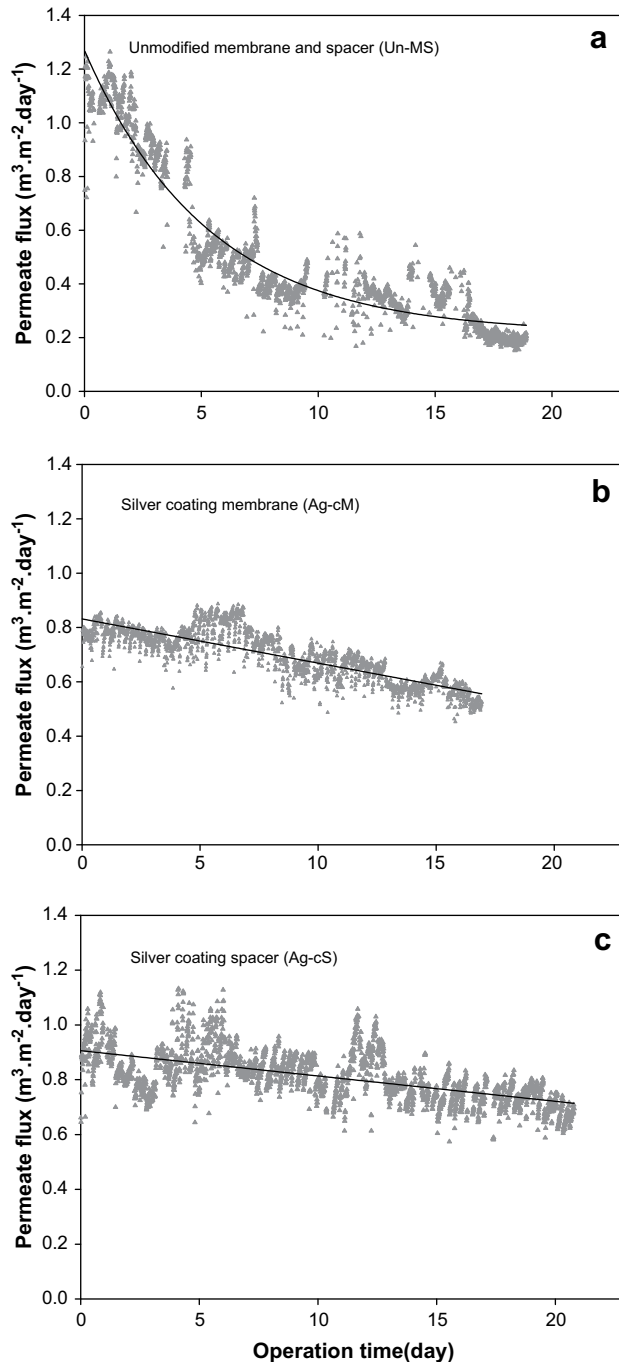 a
Unmodified membrane and spacer (Un-MS)
Permeate flux (m³.m⁻².day⁻¹)
1.4
1.2
1.0
0.8
0.6
0.4
0.2
0.0
0 5 10 15 20
b
Silver coating membrane (Ag-cM)
Permeate flux (m³.m⁻².day⁻¹)
1.4
1.2
1.0
0.8
0.6
0.4
0.2
0.0
0 5 10 15 20
c
Silver coating spacer (Ag-cS)
Permeate flux (m³.m⁻².day⁻¹)
1.4
1.2
1.0
0.8
0.6
0.4
0.2
0.0
0 5 10 15 20
Operation time(day)